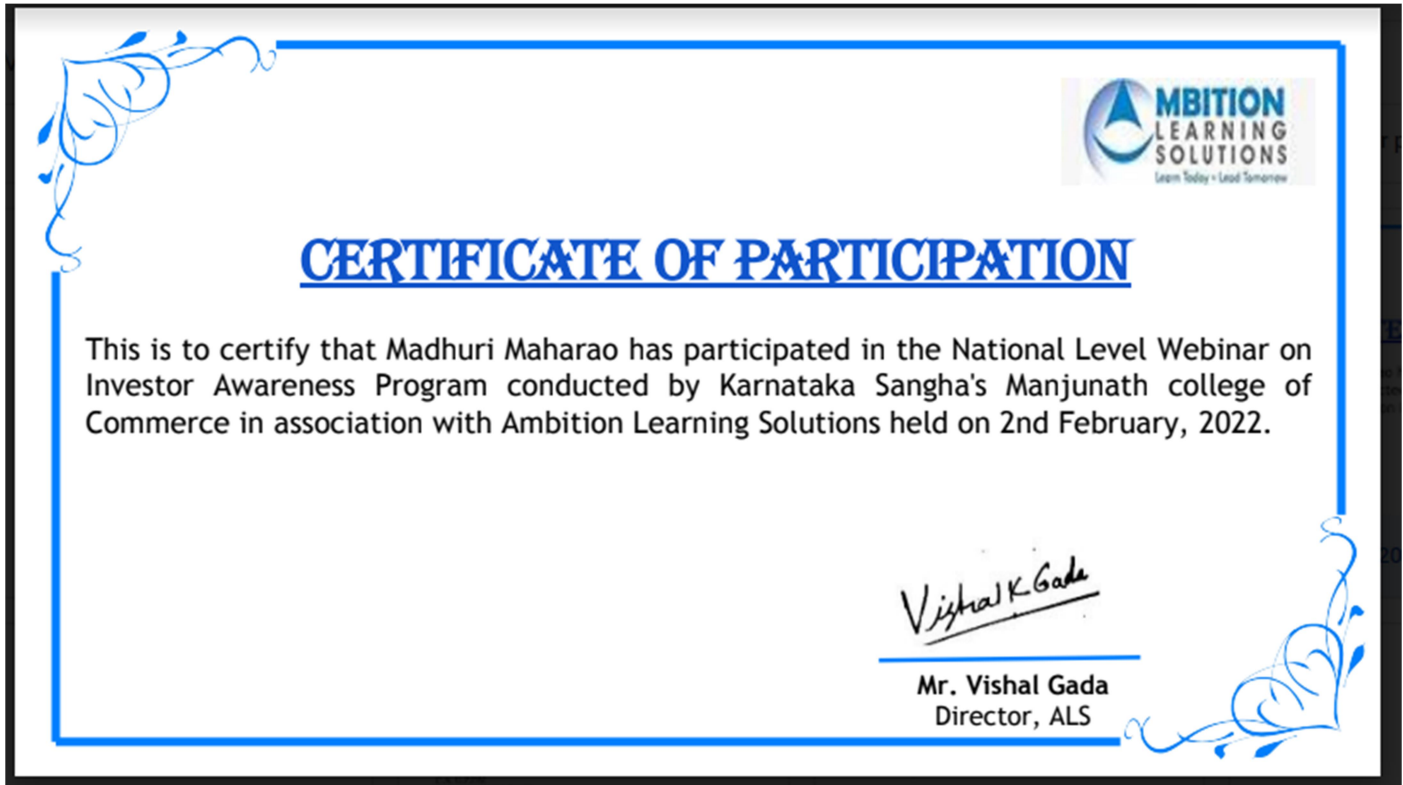 AMBITION
LEARNING
SOLUTIONS
Learn Today - Lead Tomorrow
CERTIFICATE OF PARTICIPATION
This is to certify that Madhuri Maharao has participated in the National Level Webinar on
Investor Awareness Program conducted by Karnataka Sangha's Manjunath college of
Commerce in association with Ambition Learning Solutions held on 2nd February, 2022.
Vishal K Gada
Mr. Vishal Gada
Director, ALS